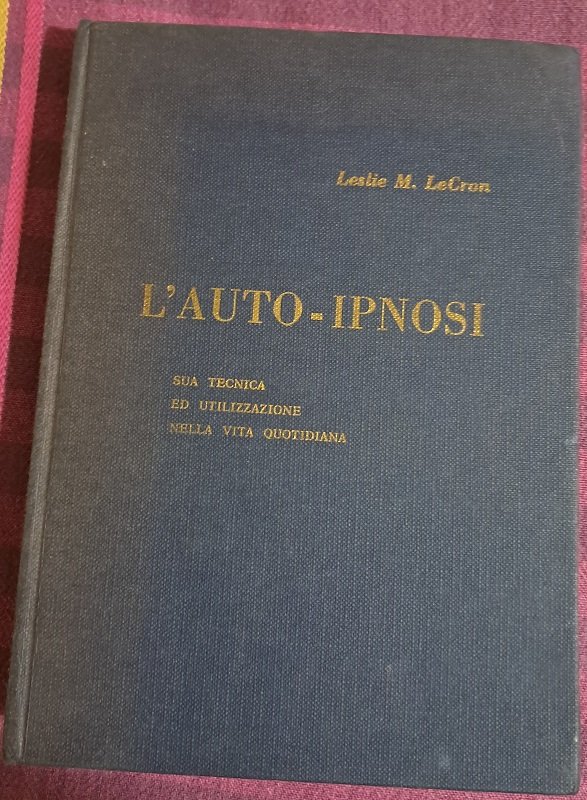 Leslie M. LeCron
L'AUTO-IPNOSI
SUA TECNICA
ED UTILIZZAZIONE
NELLA VITA QUOTIDIANA